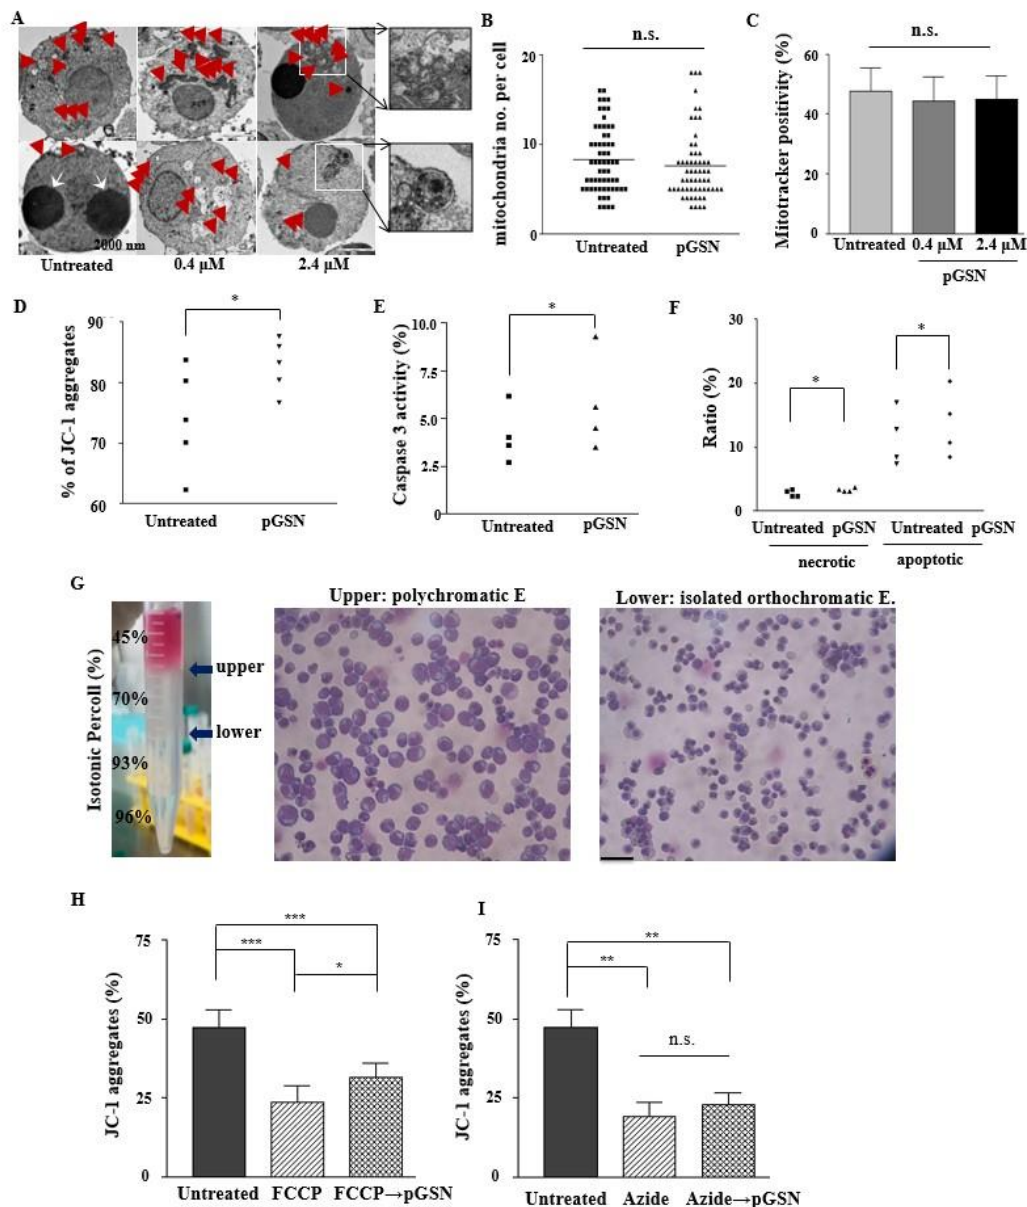 A
2000 nm
Untreated
0.4 μM
2.4 μM
B
n.s.
mitochondria no. per cell
20
10
0
Untreated
pGSN
C
n.s.
Mitotracker positivity (%)
60
40
20
0
Untreated
0.4 μM
2.4 μM
pGSN
D
*
% of JC-1 aggregates
90
80
70
60
Untreated
pGSN
E
*
Caspase 3 activity (%)
10.0
7.5
5.0
2.5
Untreated
pGSN
F
*
*
Ratio (%)
30
20
10
0
Untreated pGSN
Untreated pGSN
necrotic
apoptotic
G
Isotonic Percoll (%)
45%
70%
93%
96%
upper
lower
Upper: polychromatic E
Lower: isolated orthochromatic E.
H
***
***
*
JC-1 aggregates (%)
75
50
25
0
Untreated
FCCP
FCCP→pGSN
I
**
**
n.s.
JC-1 aggregates (%)
75
50
25
0
Untreated
Azide
Azide→pGSN